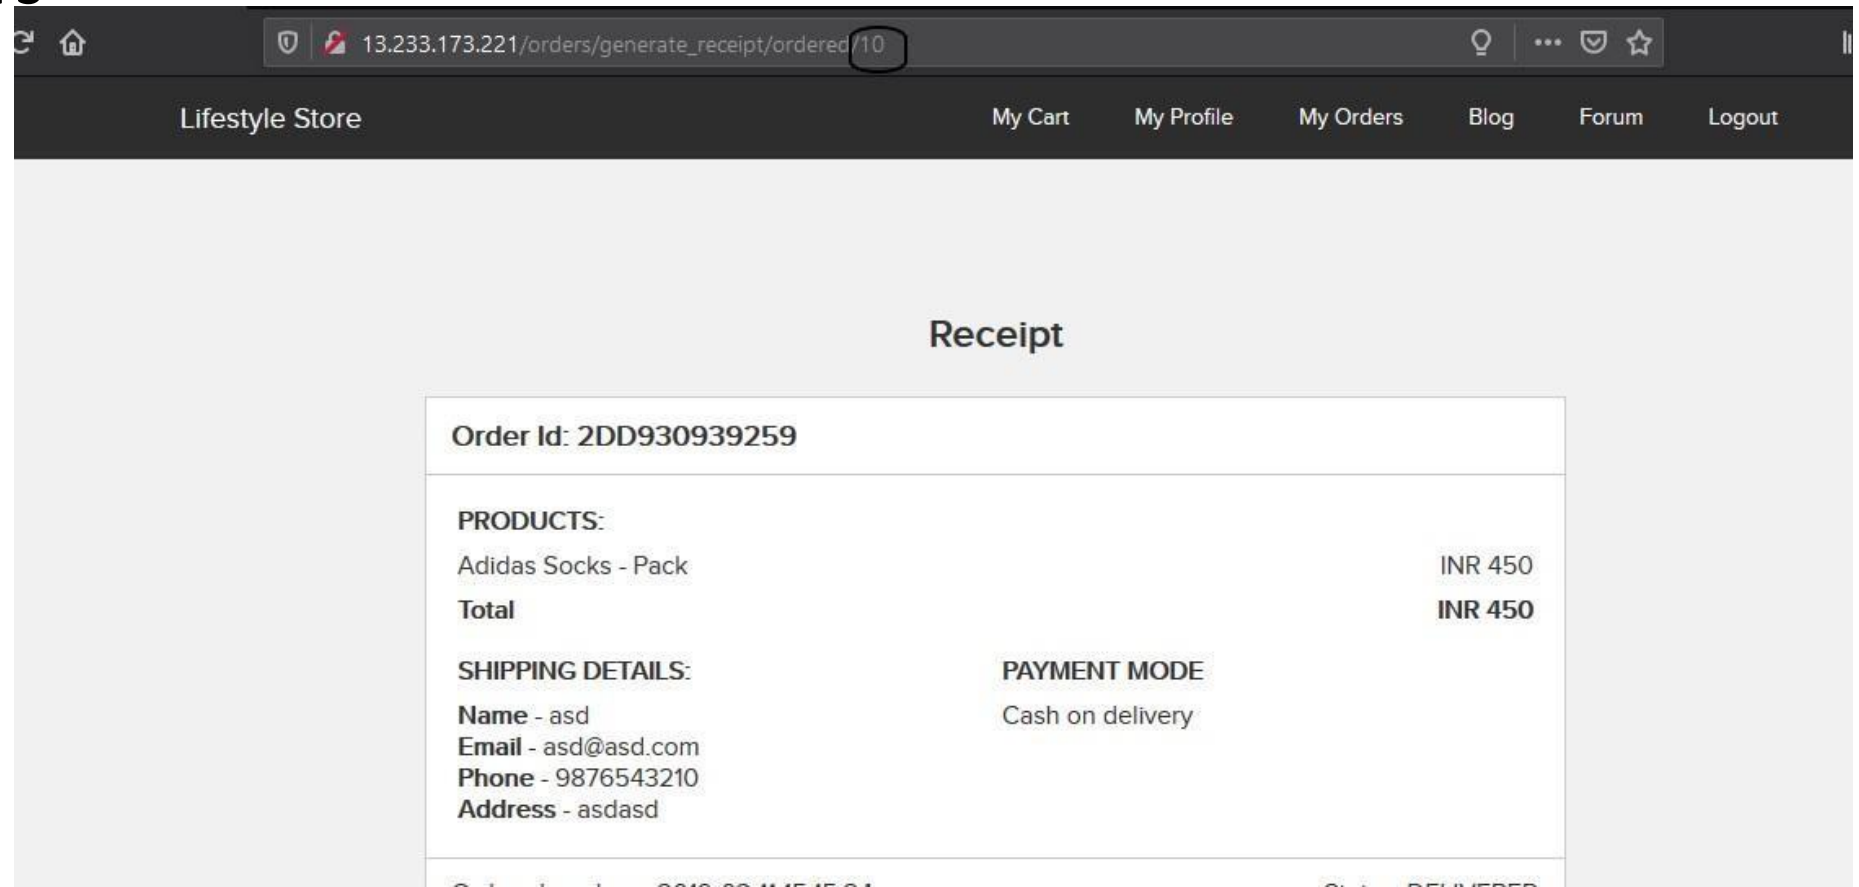 13.233.173.221/orders/generate_receipt/ordered/10
Lifestyle Store My Cart My Profile My Orders Blog Forum Logout
Receipt
Order Id: 2DD930939259
PRODUCTS:
Adidas Socks - Pack INR 450
Total INR 450
SHIPPING DETAILS: PAYMENT MODE
Name - asd Cash on delivery
Email - asd@asd.com
Phone - 9876543210
Address - asdasd
DELIVERED